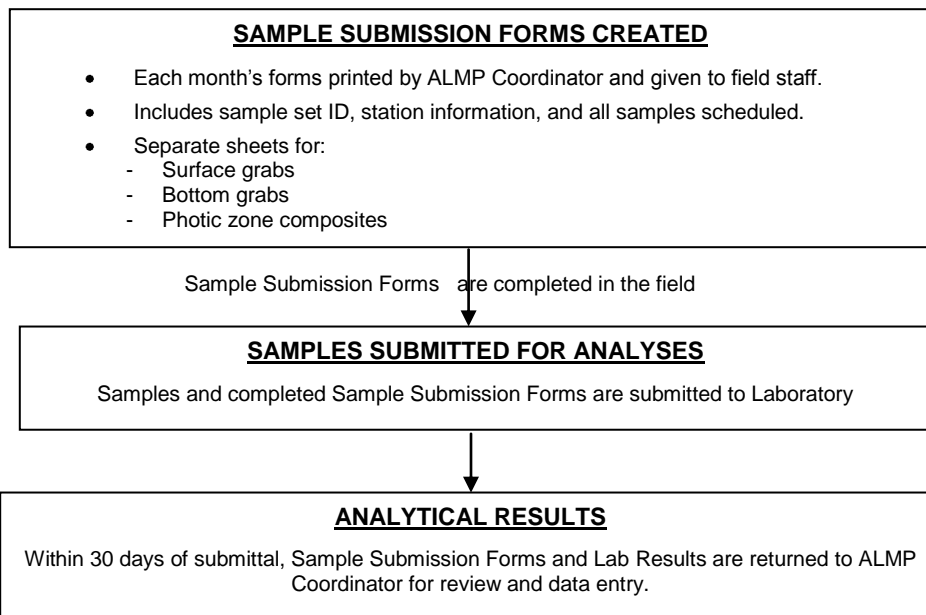 SAMPLE SUBMISSION FORMS CREATED
• Each month's forms printed by ALMP Coordinator and given to field staff.
• Includes sample set ID, station information, and all samples scheduled.
• Separate sheets for:
- Surface grabs
- Bottom grabs
- Photic zone composites
Sample Submission Forms are completed in the field
SAMPLES SUBMITTED FOR ANALYSES
Samples and completed Sample Submission Forms are submitted to Laboratory
ANALYTICAL RESULTS
Within 30 days of submittal, Sample Submission Forms and Lab Results are returned to ALMP
Coordinator for review and data entry.